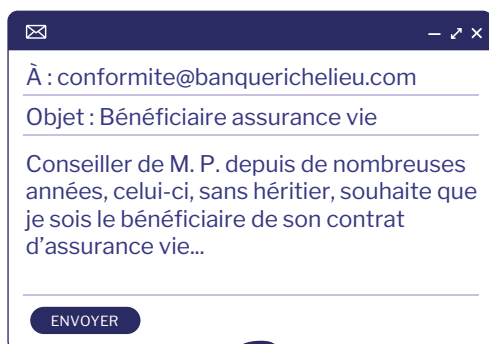 À : conformite@banquerichelieu.com
Objet : Bénéficiaire assurance vie
Conseiller de M. P. depuis de nombreuses
années, celui-ci, sans héritier, souhaite que
je sois le bénéficiaire de son contrat
d’assurance vie...
ENVOYER